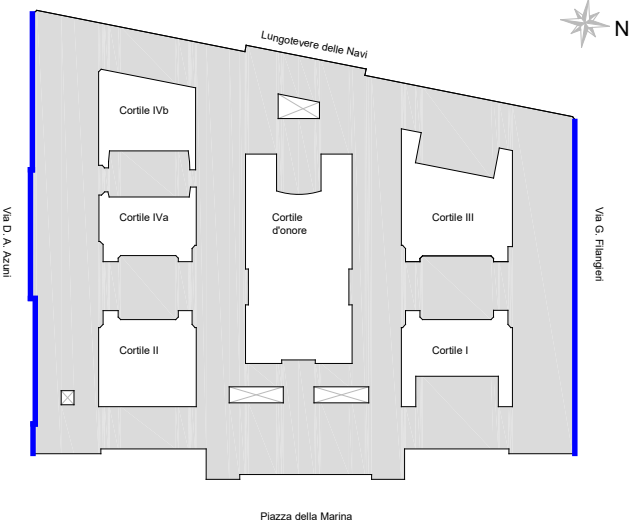 Lungotevere delle Navi
N
Cortile IVb
Cortile IVa
Cortile
d'onore
Cortile III
Via D. A. Azuni
Via G. Filangieri
Cortile II
Cortile I
Piazza della Marina